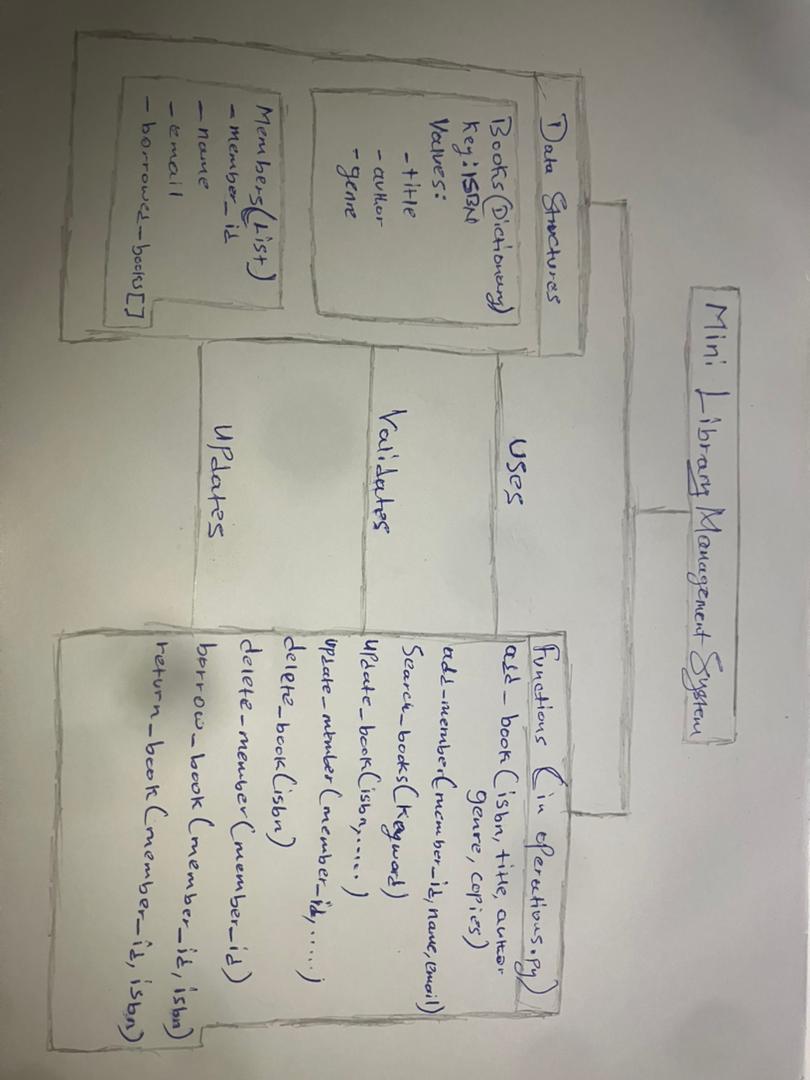 Mini Library Management System
Data Structures
Books(Dictionary)
Key:ISBN
Values:
-title
-author
-genre
Members(List)
-member_id
-name
-email
-borrowed_books[]
Uses
Validates
Updates
Functions (in operations.py)
add_book(isbn, title, author
genre, copies)
add_member(member_id, name, email)
Search_books(Keyword)
update_book(isbn,.....)
update_member(member_id,.....)
delete_book(isbn)
delete_member(member_id)
borrow_book(member_id, isbn)
return_book(member_id, isbn)